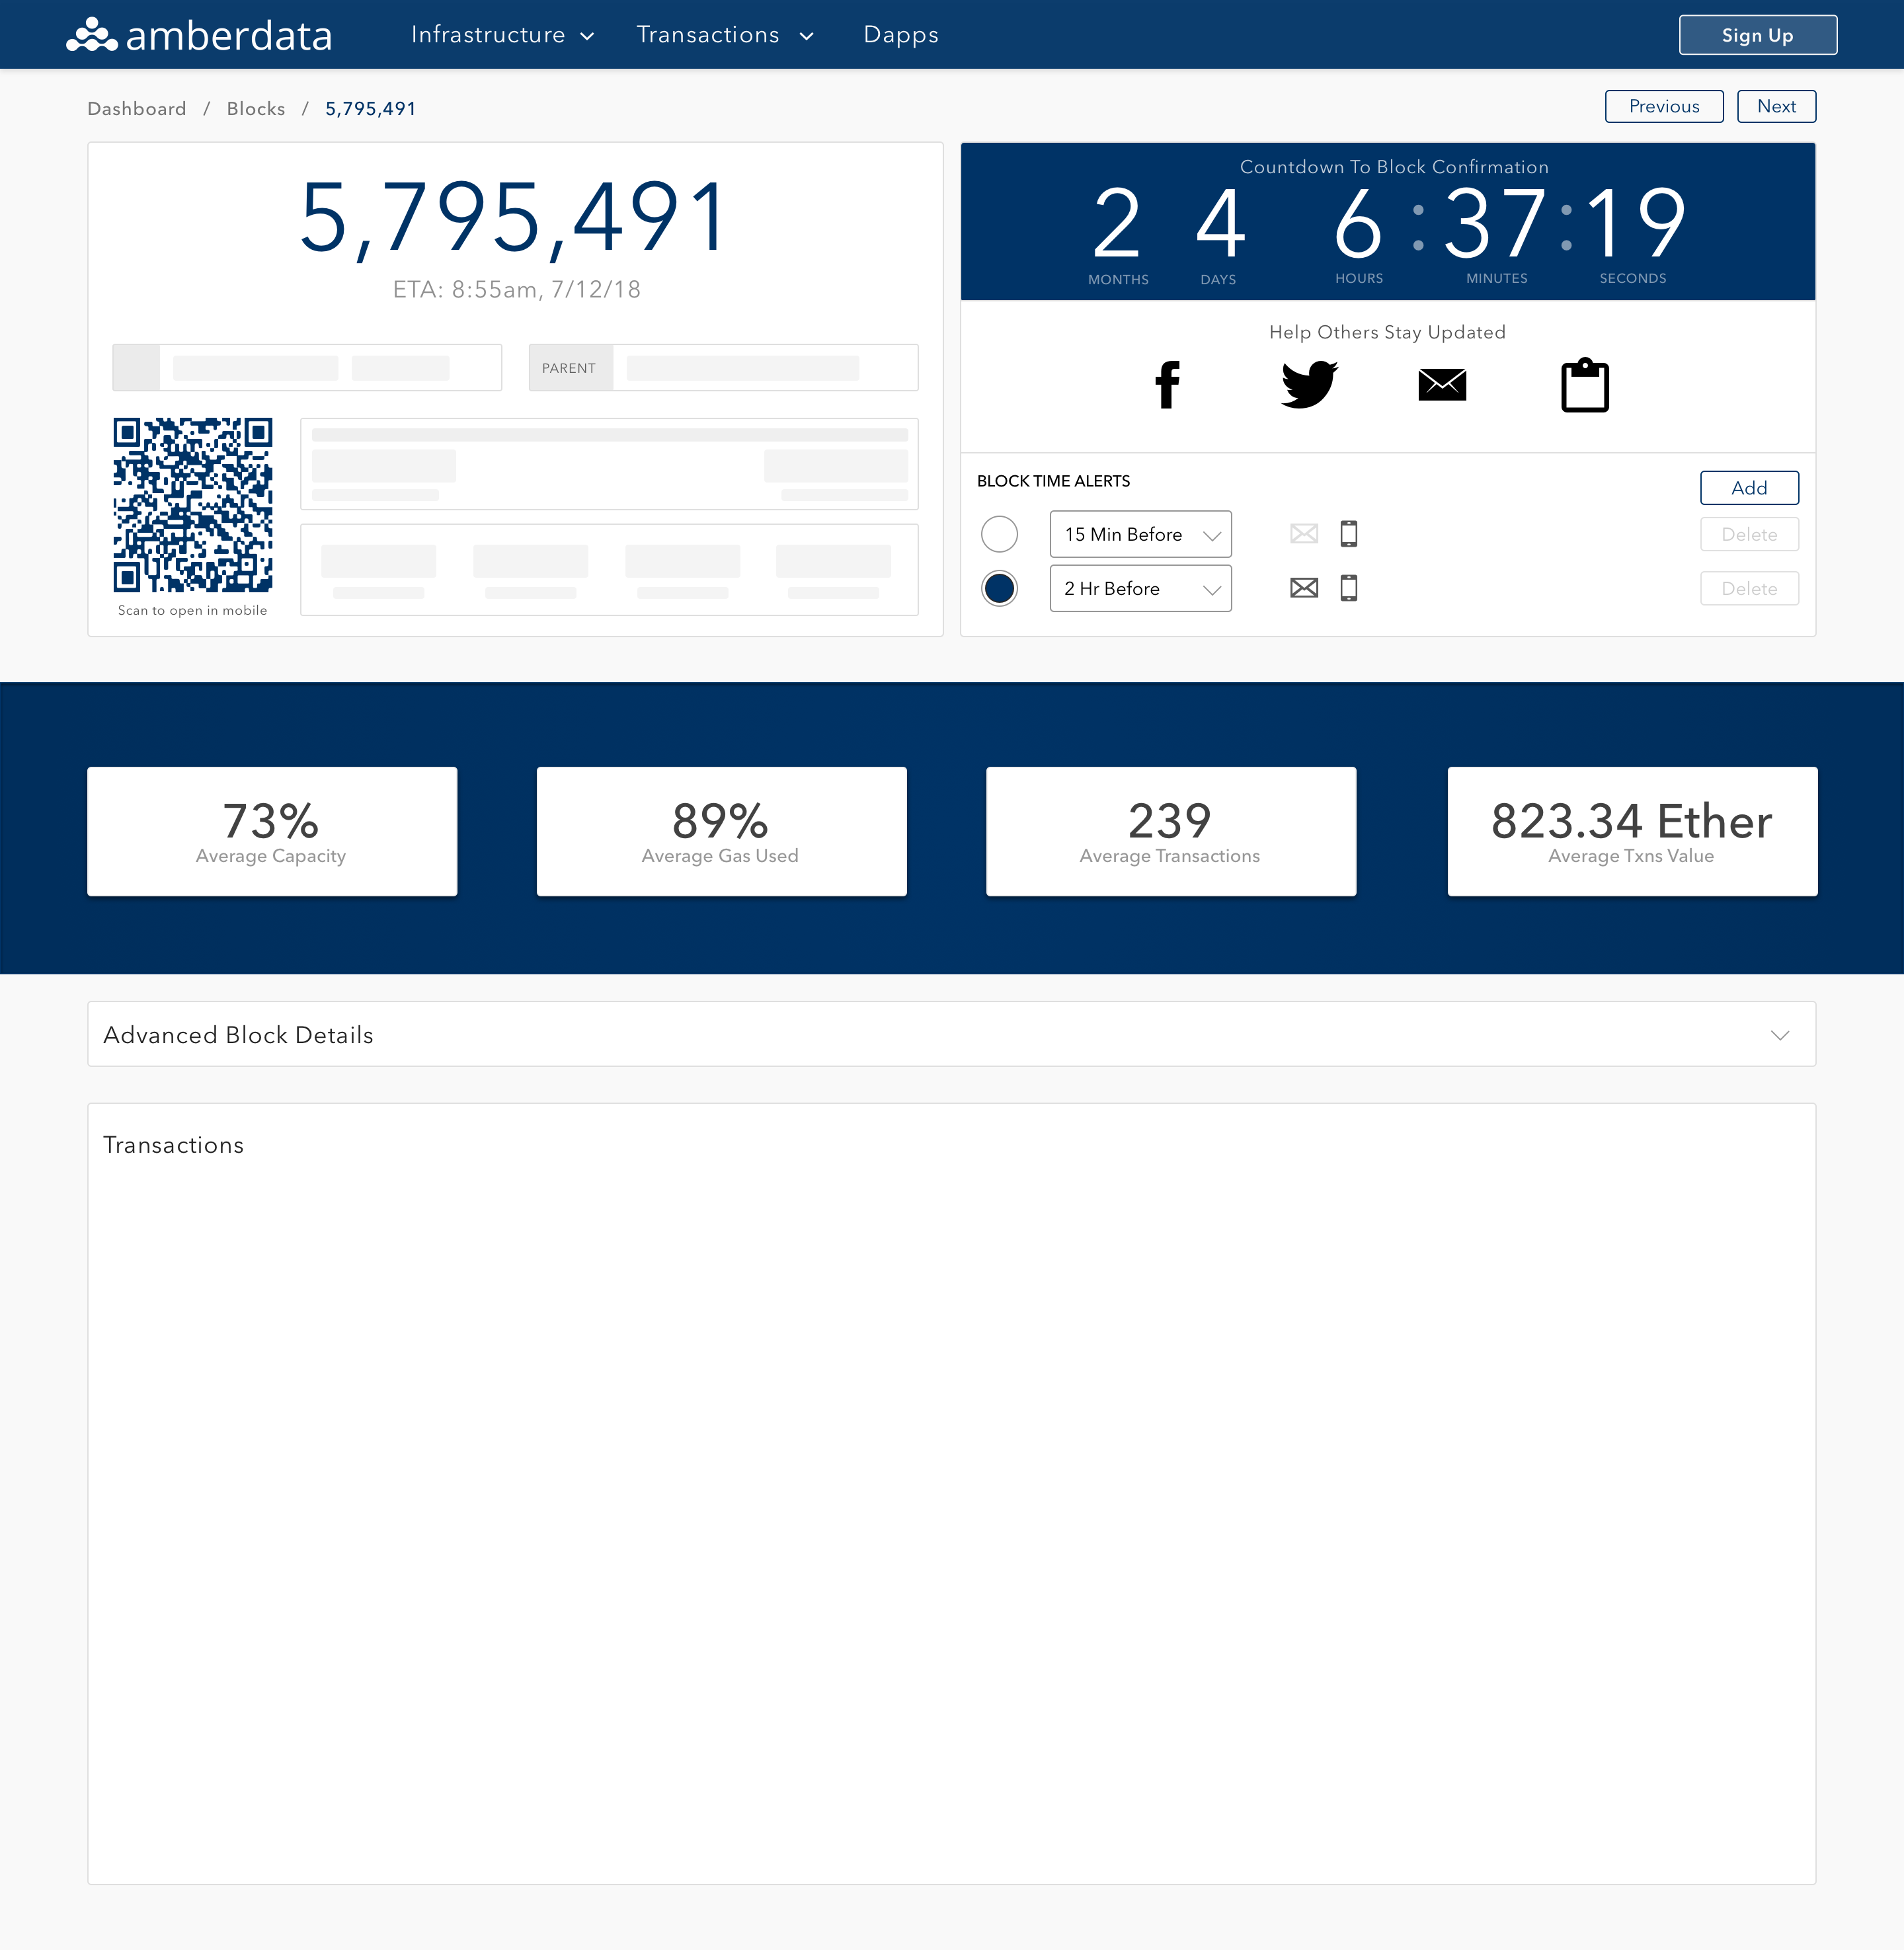 amberdata
Infrastructure
Transactions
Dapps
Sign Up
Dashboard / Blocks / 5,795,491
Previous
Next
5,795,491
ETA: 8:55am, 7/12/18
PARENT
Scan to open in mobile
Countdown To Block Confirmation
2 4 6 : 37 : 19
MONTHS DAYS HOURS MINUTES SECONDS
Help Others Stay Updated
BLOCK TIME ALERTS
Add
15 Min Before
Delete
2 Hr Before
Delete
73%
Average Capacity
89%
Average Gas Used
239
Average Transactions
823.34 Ether
Average Txns Value
Advanced Block Details
Transactions